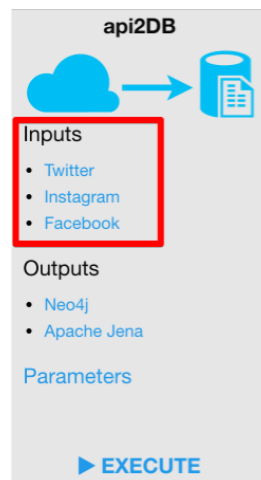 api2DB
Inputs
• Twitter
• Instagram
• Facebook
Outputs
• Neo4j
• Apache Jena
Parameters
▶ EXECUTE